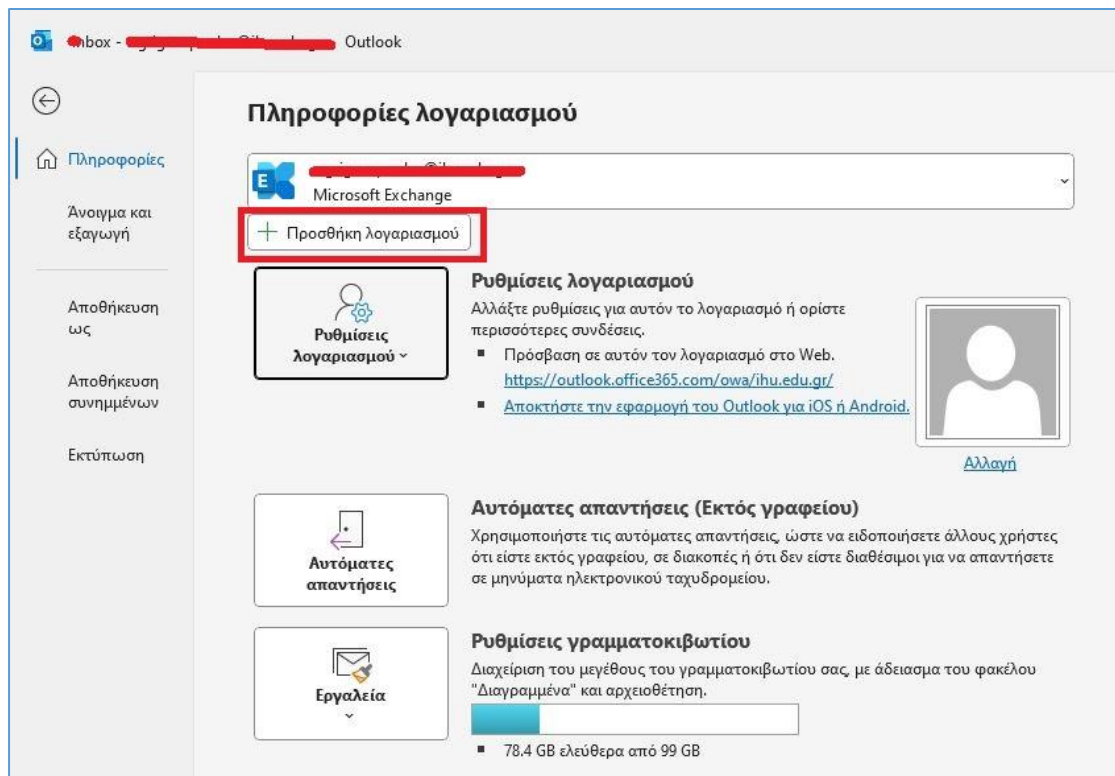 Outlook
Πληροφορίες λογαριασμού
Πληροφορίες
Microsoft Exchange
Προσθήκη λογαριασμού
Άνοιγμα και
εξαγωγή
Αποθήκευση
ως
Αποθήκευση
συνημμένων
Εκτύπωση
Ρυθμίσεις
λογαριασμού
Ρυθμίσεις λογαριασμού
Αλλάξτε ρυθμίσεις για αυτόν το λογαριασμό ή ορίστε
περισσότερες συνδέσεις.
Πρόσβαση σε αυτόν τον λογαριασμό στο Web.
https://outlook.office365.com/owa/ihu.edu.gr/
Αποκτήστε την εφαρμογή του Outlook για iOS ή Android.
Αλλαγή
Αυτόματες
απαντήσεις
Αυτόματες απαντήσεις (Εκτός γραφείου)
Χρησιμοποιήστε τις αυτόματες απαντήσεις, ώστε να ειδοποιήσετε άλλους χρήστες
ότι είστε εκτός γραφείου, σε διακοπές ή ότι δεν είστε διαθέσιμοι για να απαντήσετε
σε μηνύματα ηλεκτρονικού ταχυδρομείου.
Εργαλεία
Ρυθμίσεις γραμματοκιβωτίου
Διαχείριση του μεγέθους του γραμματοκιβωτίου σας, με άδειασμα του φακέλου
"Διαγραμμένα" και αρχειοθέτηση.
78.4 GB ελεύθερα από 99 GB